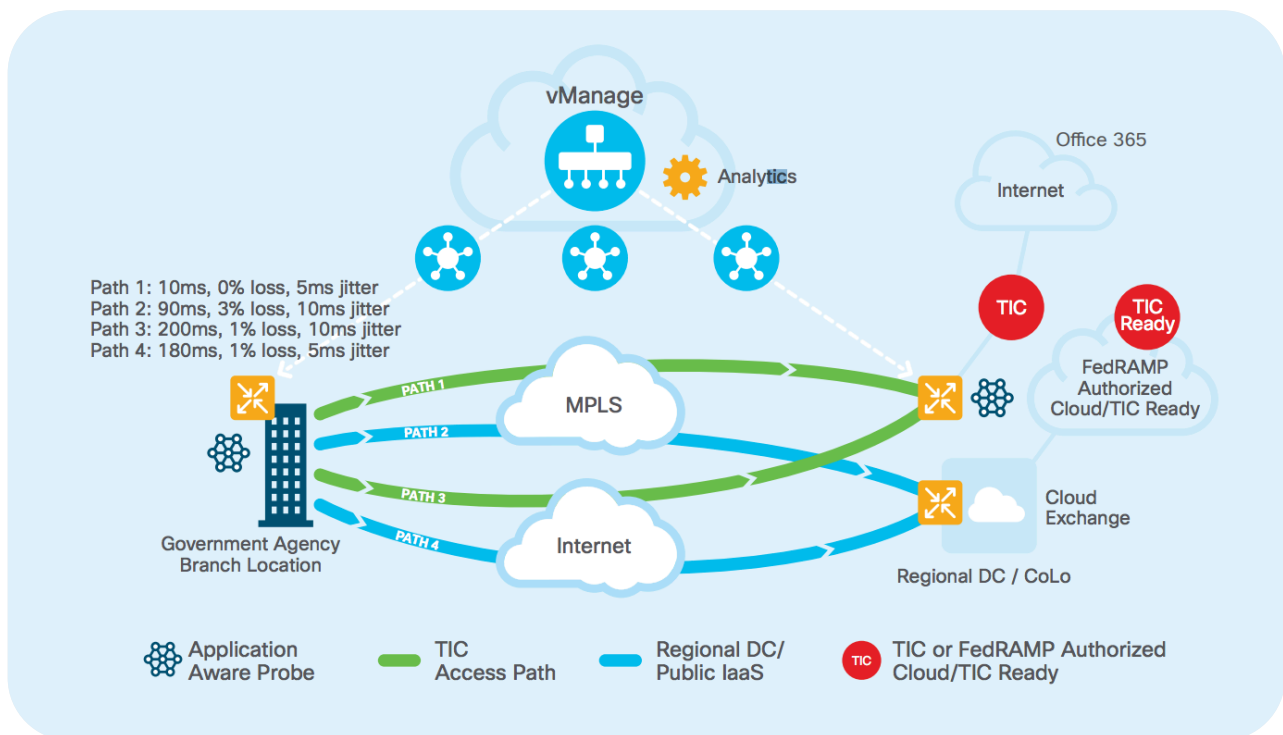 vManage
Analytics
Office 365
Internet
TIC
TIC
Ready
FedRAMP
Authorized
Cloud/TIC Ready
Path 1: 10ms, 0% loss, 5ms jitter
Path 2: 90ms, 3% loss, 10ms jitter
Path 3: 200ms, 1% loss, 10ms jitter
Path 4: 180ms, 1% loss, 5ms jitter
PATH 1
MPLS
PATH 2
PATH 3
PATH 4
Internet
Government Agency
Branch Location
Cloud
Exchange
Regional DC / CoLo
Application
Aware Probe
TIC
Access Path
Regional DC/
Public IaaS
TIC
TIC or FedRAMP Authorized
Cloud/TIC Ready